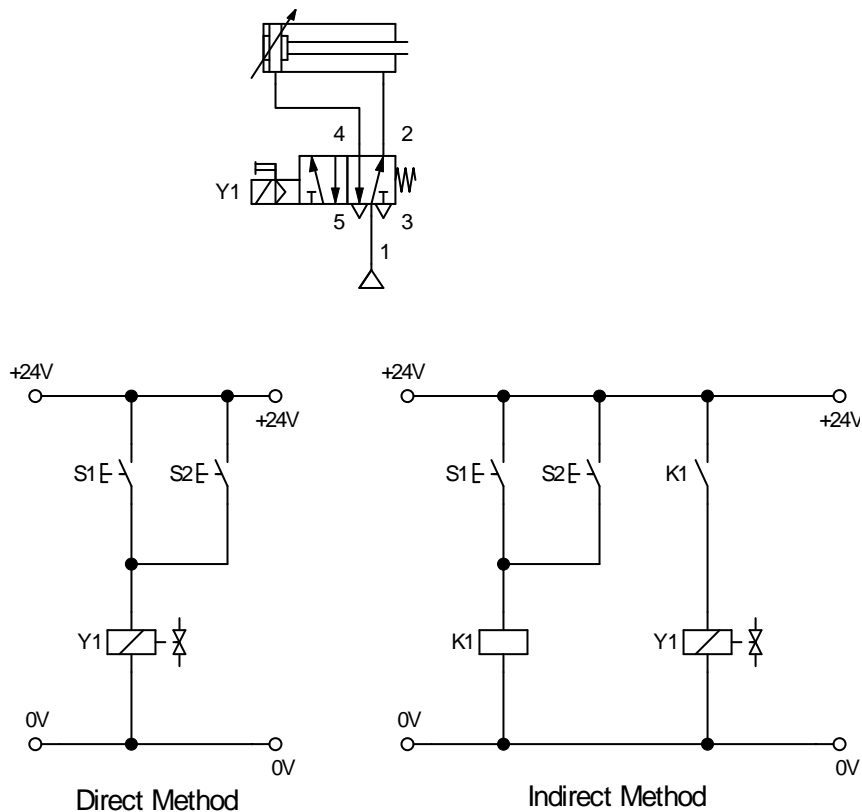 4 2
Y1
5 3
1
+24V
+24V
S1 S2
Y1
0V
0V
Direct Method
+24V
+24V
S1 S2 K1
K1 Y1
0V
0V
Indirect Method